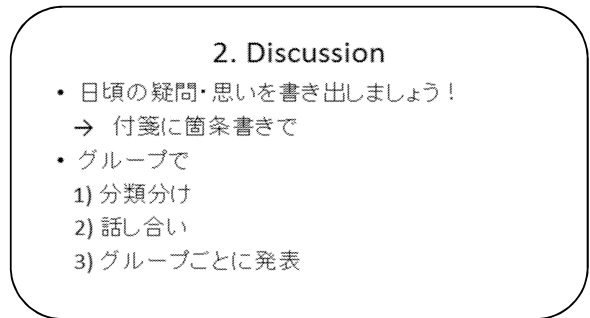 2. Discussion
• 日頃の疑問・思いを書き出しましょう！
→ 付箋に箇条書きで
• グループで
1) 分類分け
2) 話し合い
3) グループごとに発表